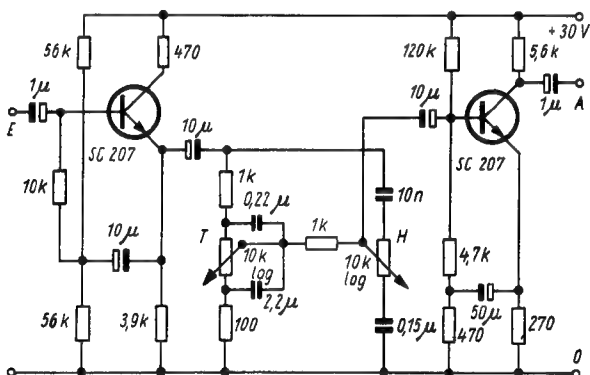 56k
470
120k
5,6k
+30V
1µ
E
10µ
1µ
A
SC 207
10µ
SC 207
10k
1k
0,22µ
10n
T
10k
log
1k
H
10k
log
4,7k
10µ
2,2µ
50µ
56k
3,9k
100
0,15µ
470
270
0